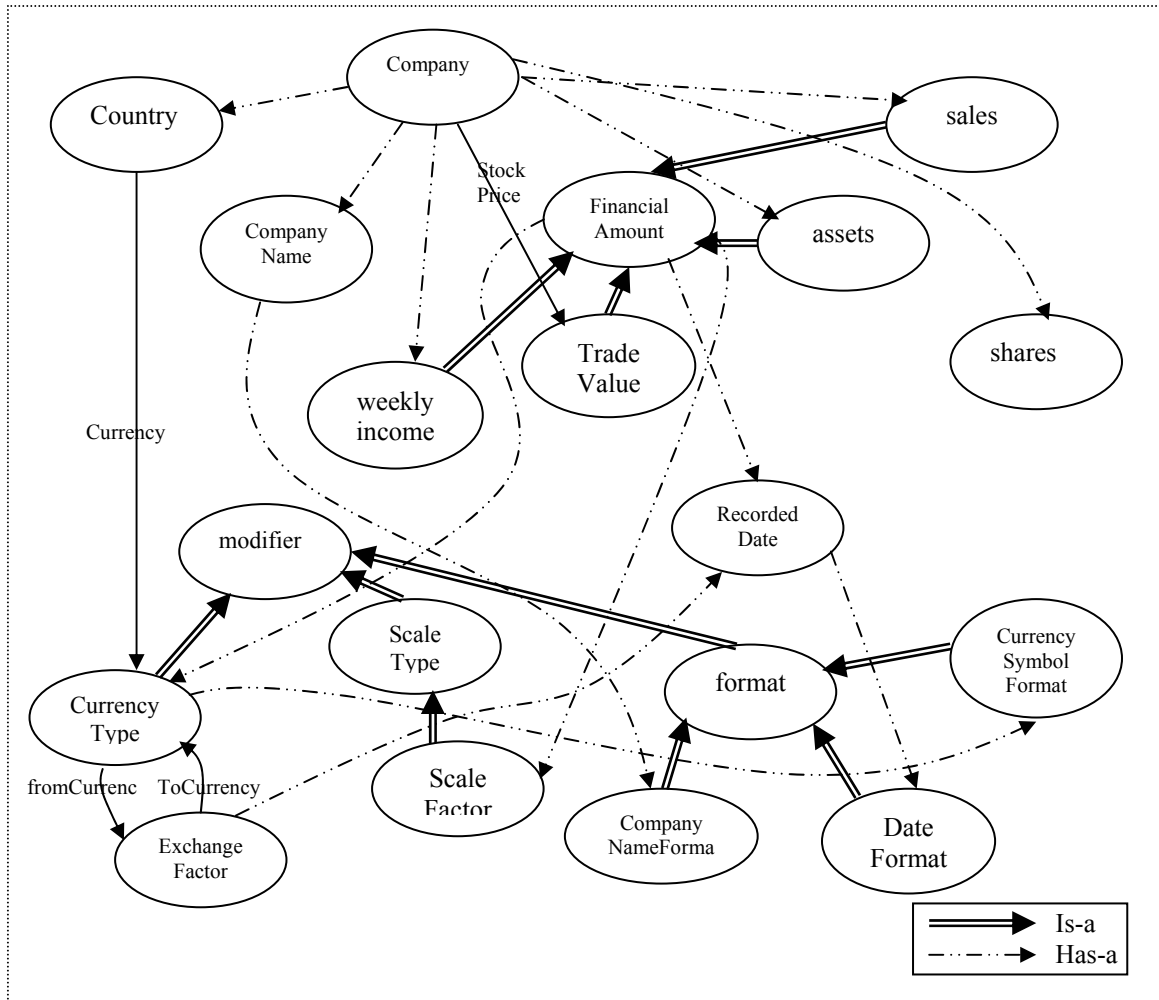 Company
Country
sales
Stock
Price
Financial
Amount
Company
Name
assets
Trade
Value
shares
weekly
income
Currency
Recorded
Date
modifier
Scale
Type
Currency
Symbol
Format
format
Currency
Type
fromCurrenc
ToCurrency
Scale
Factor
Company
NameForma
Date
Format
Exchange
Factor
Is-a
Has-a